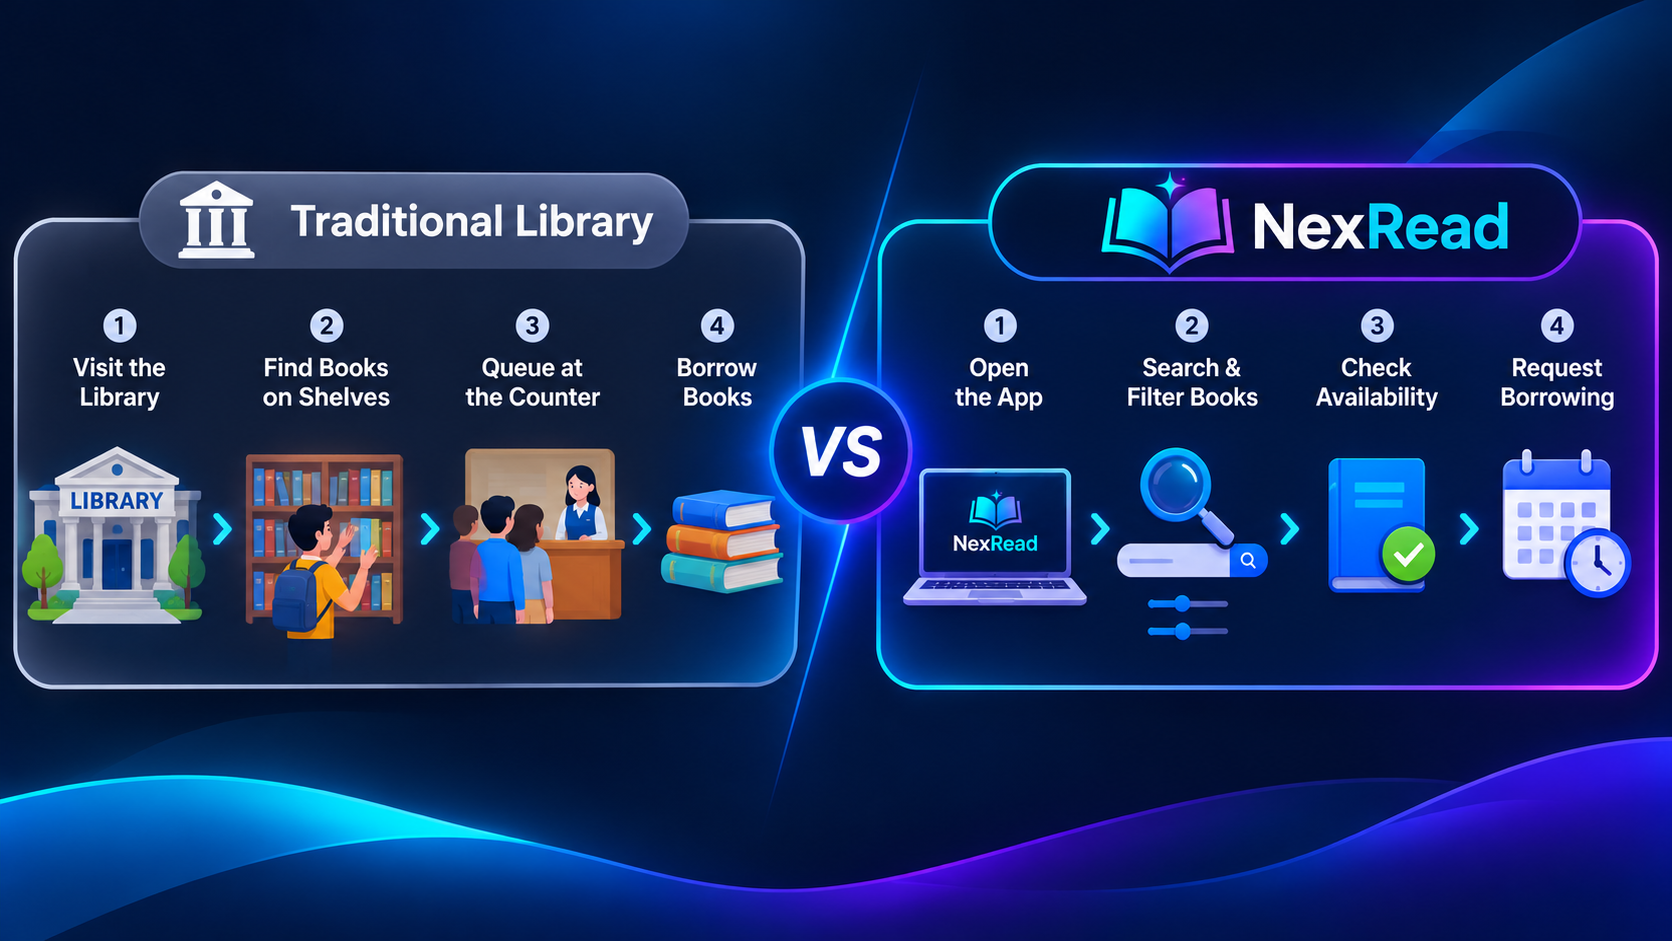 Traditional Library
1
Visit the
Library
2
Find Books
on Shelves
3
Queue at
the Counter
4
Borrow
Books
LIBRARY
VS
NexRead
1
Open
the App
2
Search &
Filter Books
3
Check
Availability
4
Request
Borrowing
NexRead